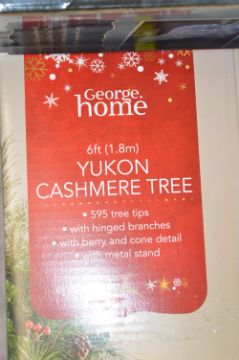 George.
home
6ft (1.8m)
YUKON
CASHMERE TREE
• 595 tree tips
• with hinged branches
• with berry and cone detail
• with metal stand